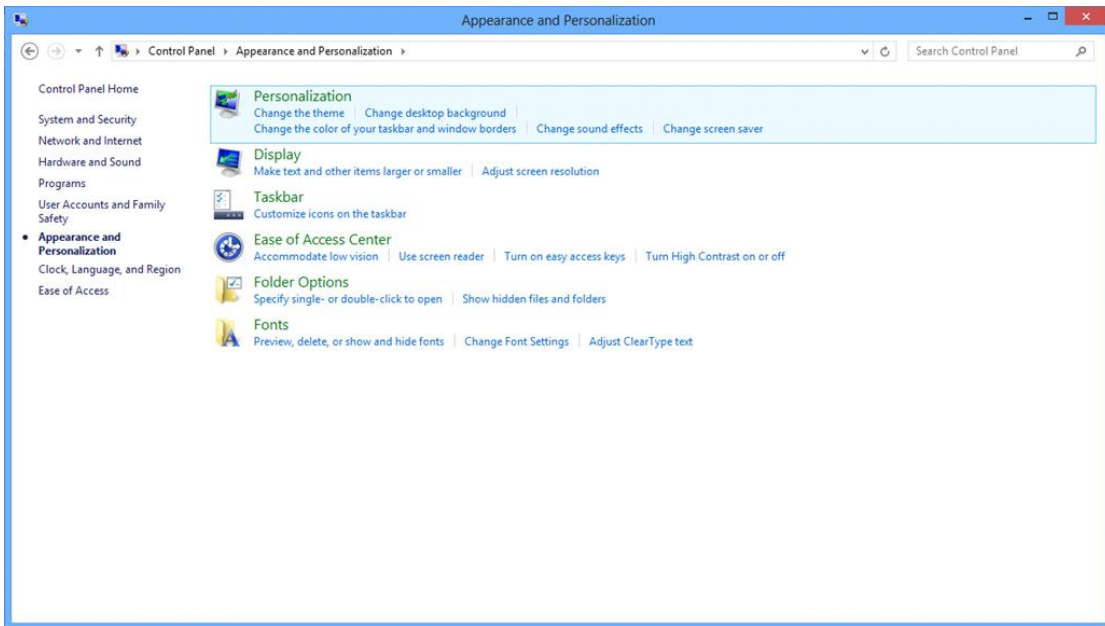 Appearance and Personalization
Control Panel Appearance and Personalization
Search Control Panel
Control Panel Home
System and Security
Network and Internet
Hardware and Sound
Programs
User Accounts and Family
Safety
Appearance and
Personalization
Clock, Language, and Region
Ease of Access
Personalization
Change the theme Change desktop background
Change the color of your taskbar and window borders Change sound effects Change screen saver
Display
Make text and other items larger or smaller Adjust screen resolution
Taskbar
Customize icons on the taskbar
Ease of Access Center
Accommodate low vision Use screen reader Turn on easy access keys Turn High Contrast on or off
Folder Options
Specify single- or double-click to open Show hidden files and folders
Fonts
Preview, delete, or show and hide fonts Change Font Settings Adjust ClearType text